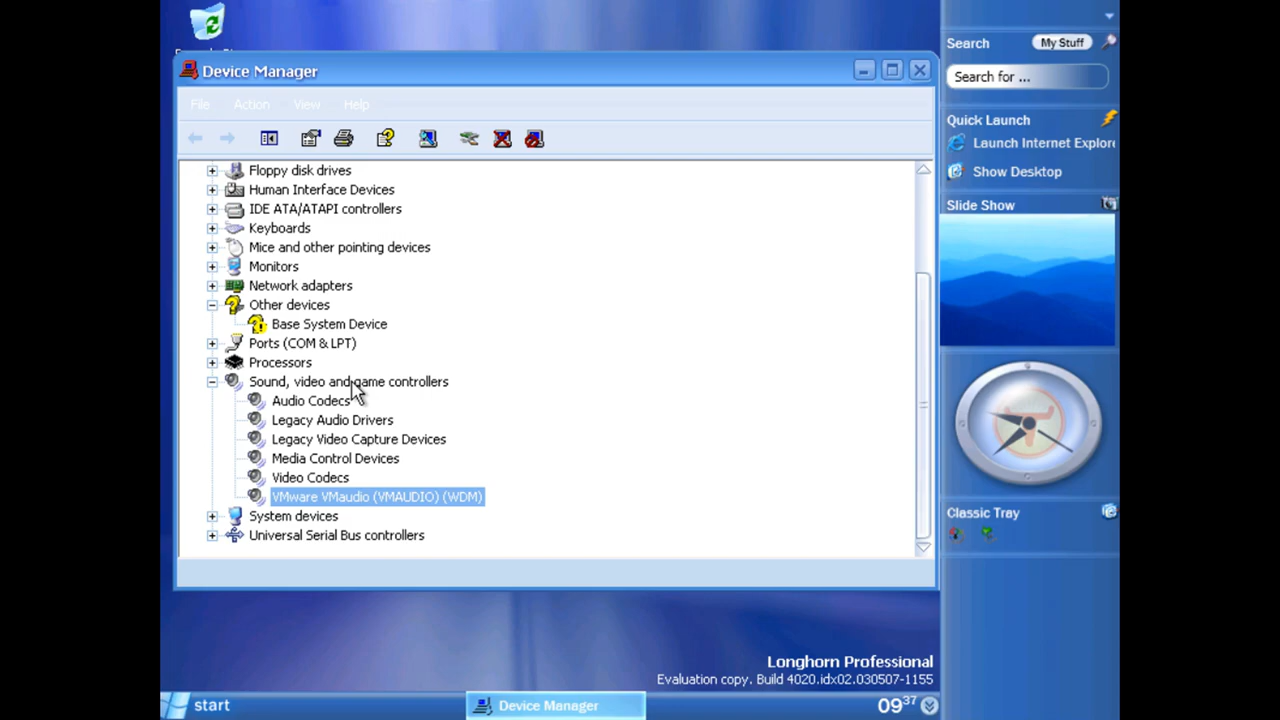 Device Manager
File Action View Help
Floppy disk drives
Human Interface Devices
IDE ATA/ATAPI controllers
Keyboards
Mice and other pointing devices
Monitors
Network adapters
Other devices
Base System Device
Ports (COM & LPT)
Processors
Sound, video and game controllers
Audio Codecs
Legacy Audio Drivers
Legacy Video Capture Devices
Media Control Devices
Video Codecs
VMware VMaudio (VMAUDIO) (WDM)
System devices
Universal Serial Bus controllers
Search My Stuff
Search for ...
Quick Launch
Launch Internet Explor
Show Desktop
Slide Show
Classic Tray
Longhorn Professional
Evaluation copy. Build 4020.idx02.030507-1155
start Device Manager 09 37